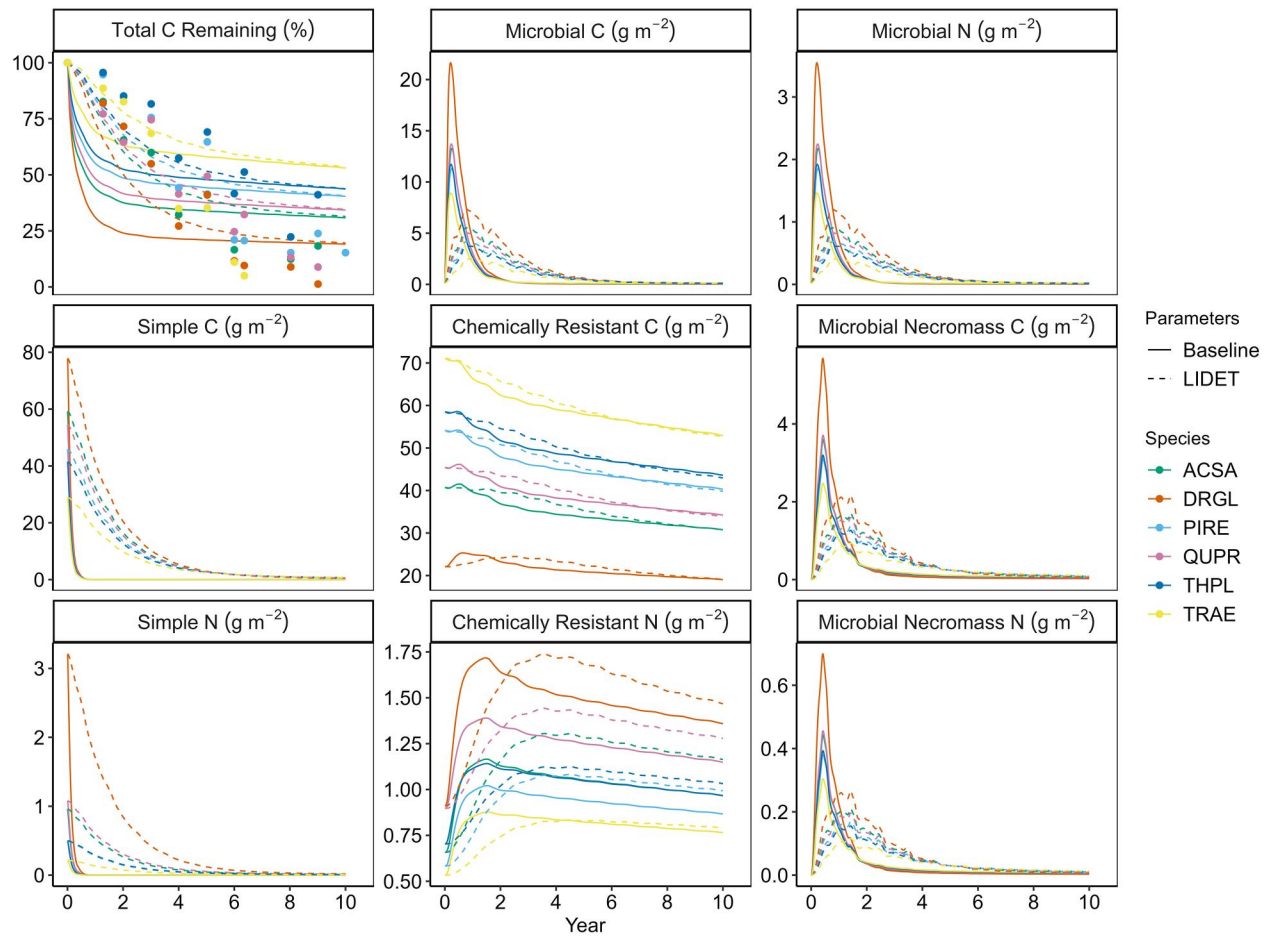 Total C Remaining (%)
Microbial C (g m⁻²)
Microbial N (g m⁻²)
100
75
50
25
0
20
15
10
5
0
3
2
1
0
Simple C (g m⁻²)
Chemically Resistant C (g m⁻²)
Microbial Necromass C (g m⁻²)
80
60
40
20
0
70
60
50
40
30
20
4
2
0
Simple N (g m⁻²)
Chemically Resistant N (g m⁻²)
Microbial Necromass N (g m⁻²)
3
2
1
0
1.75
1.50
1.25
1.00
0.75
0.50
0.6
0.4
0.2
0.0
0 2 4 6 8 10
0 2 4 6 8 10
0 2 4 6 8 10
Year
Parameters
Baseline
LIDET
Species
ACSA
DRGL
PIRE
QUPR
THPL
TRAE